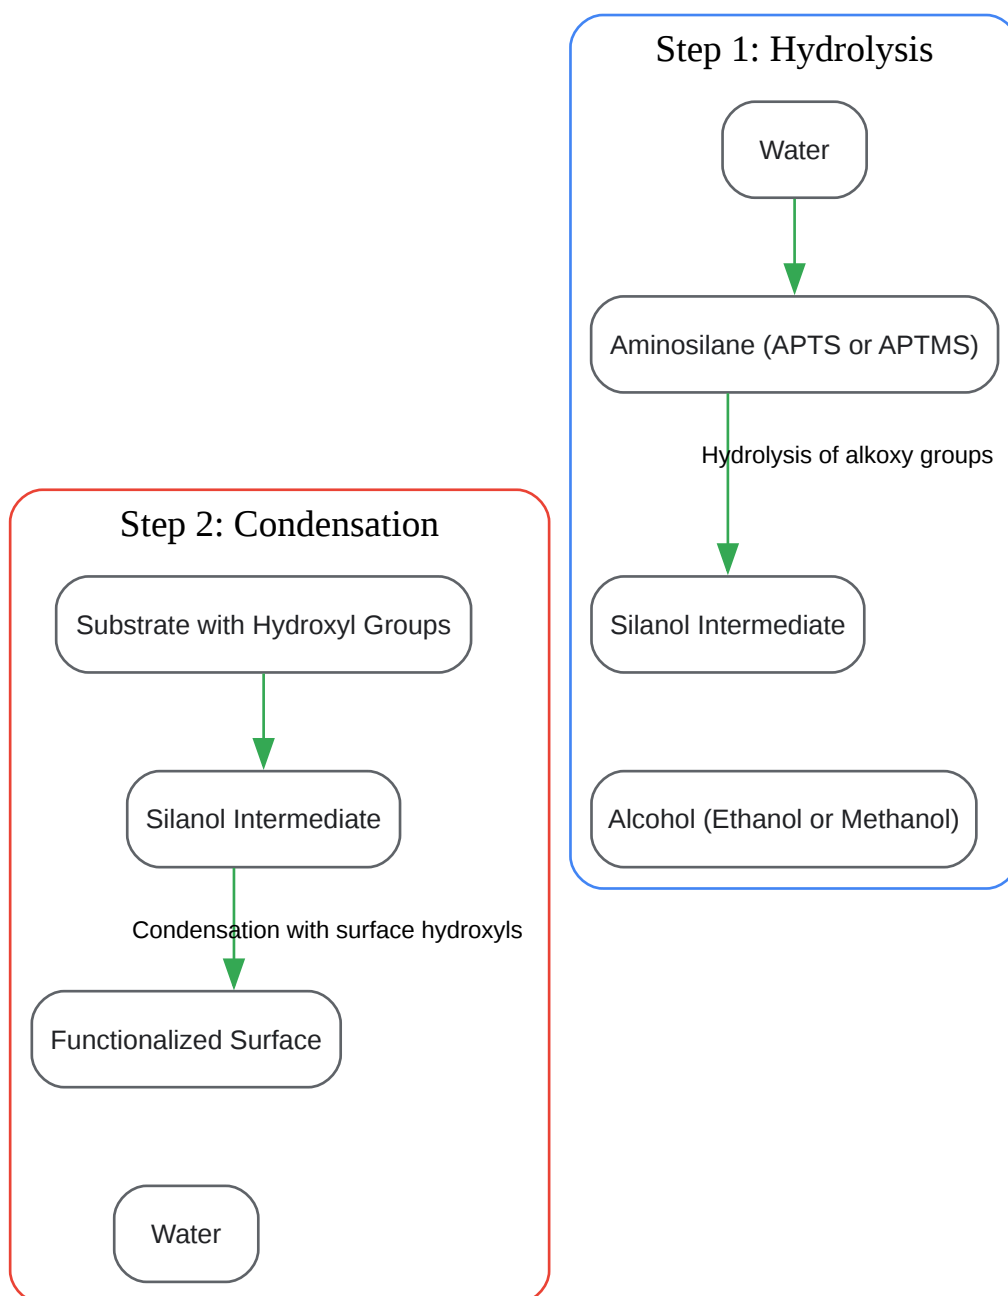 Step 1: Hydrolysis
Water
Aminosilane (APTS or APTMS)
Hydrolysis of alkoxy groups
Silanol Intermediate
Alcohol (Ethanol or Methanol)
Step 2: Condensation
Substrate with Hydroxyl Groups
Silanol Intermediate
Condensation with surface hydroxyls
Functionalized Surface
Water